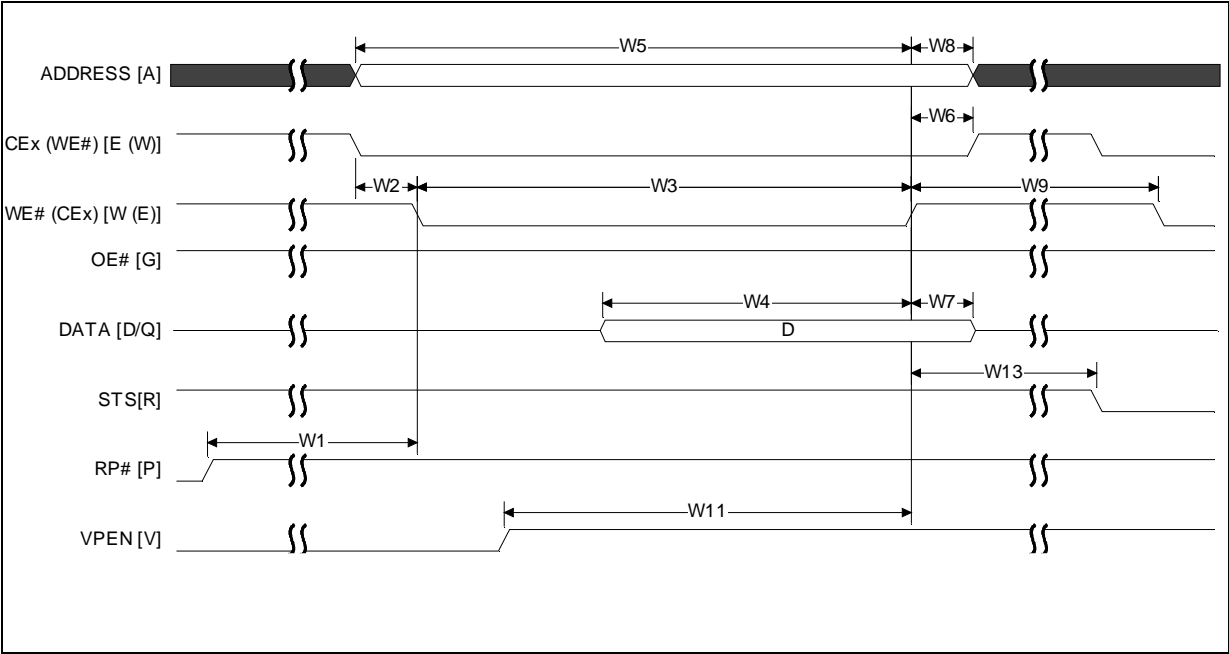 W5
W8
ADDRESS [A]
W6
CEx (WE#) [E (W)]
W2
W3
W9
WE# (CEx) [W (E)]
OE# [G]
W4
W7
DATA [D/Q]
D
W13
STS[R]
W1
RP# [P]
W11
VPEN [V]